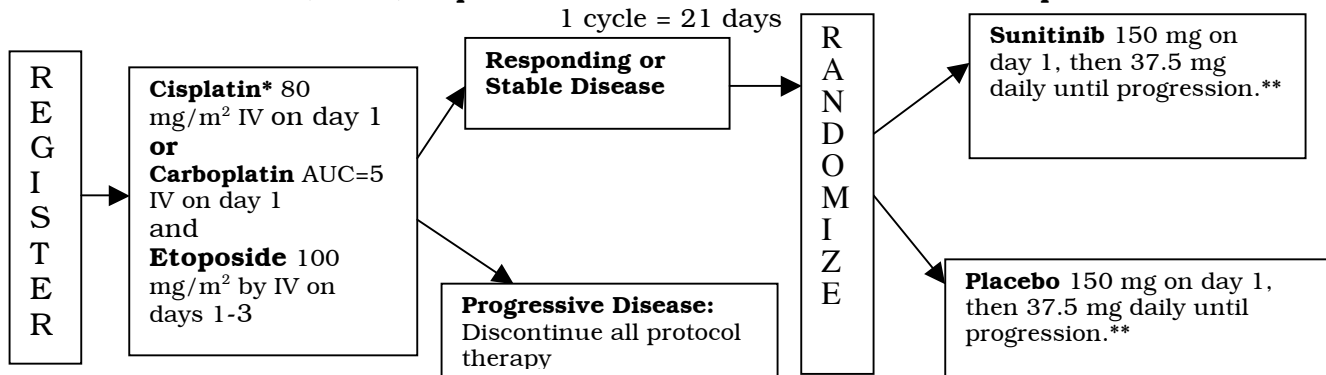 1 cycle = 21 days
R
E
G
I
S
T
E
R
Cisplatin* 80
mg/m² IV on day 1
or
Carboplatin AUC=5
IV on day 1
and
Etoposide 100
mg/m² by IV on
days 1-3
Responding or
Stable Disease
Progressive Disease:
Discontinue all protocol
therapy
R
A
N
D
O
M
I
Z
E
Sunitinib 150 mg on
day 1, then 37.5 mg
daily until progression.**
Placebo 150 mg on day 1,
then 37.5 mg daily until
progression.**